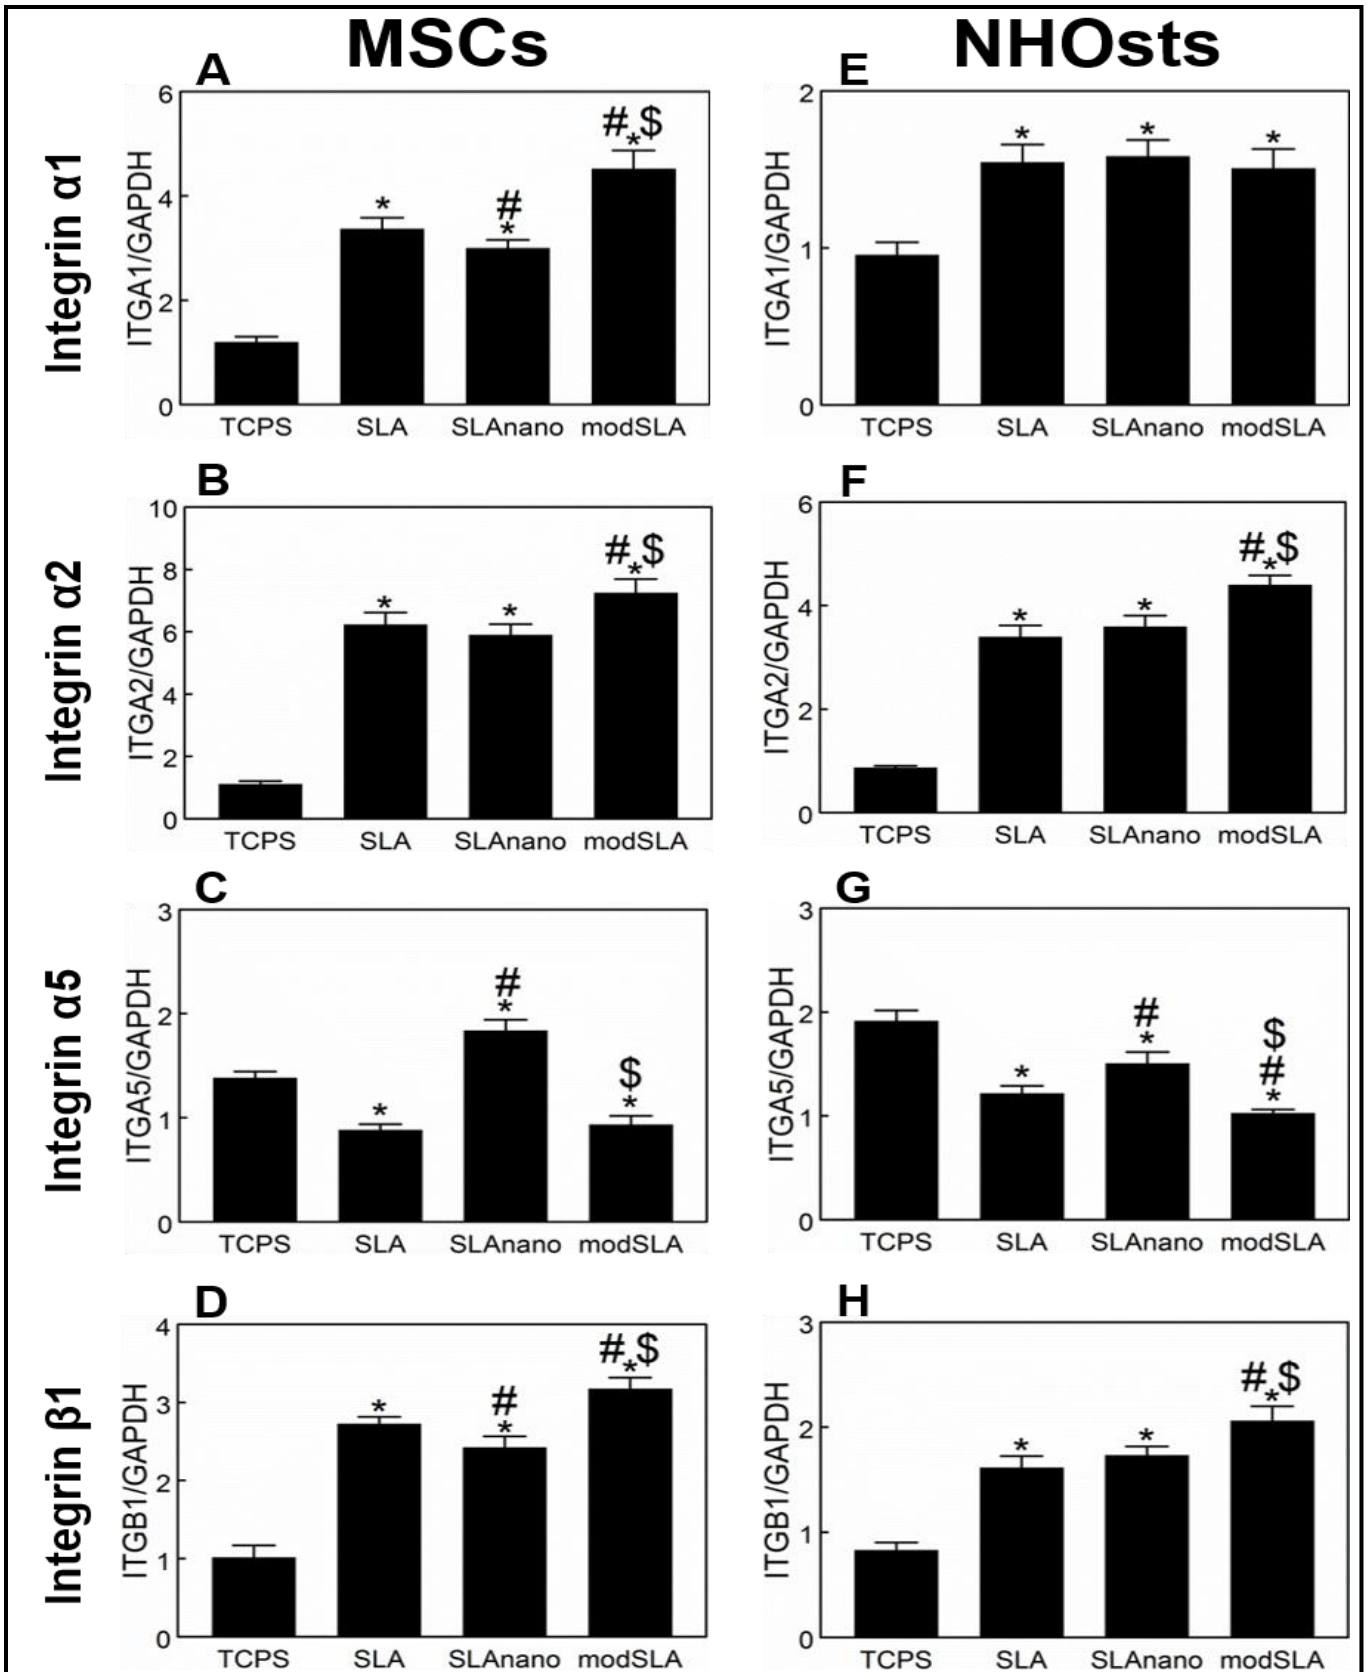 MSCs
NHOsts
Integrin α1
A
ITGA1/GAPDH
6
4
2
0
*
#
*
#,$
*
TCPS SLA SLAnano modSLA
E
ITGA1/GAPDH
2
1
0
*
*
*
TCPS SLA SLAnano modSLA
Integrin α2
B
ITGA2/GAPDH
10
8
6
4
2
0
*
*
#,$
*
TCPS SLA SLAnano modSLA
F
ITGA2/GAPDH
6
4
2
0
*
*
#,$
*
TCPS SLA SLAnano modSLA
Integrin α5
C
ITGA5/GAPDH
3
2
1
0
*
#
*
$
*
TCPS SLA SLAnano modSLA
G
ITGA5/GAPDH
3
2
1
0
*
#
*
$
#
*
TCPS SLA SLAnano modSLA
Integrin β1
D
ITGB1/GAPDH
4
3
2
1
0
*
#
*
#,$
*
TCPS SLA SLAnano modSLA
H
ITGB1/GAPDH
3
2
1
0
*
*
#,$
*
TCPS SLA SLAnano modSLA